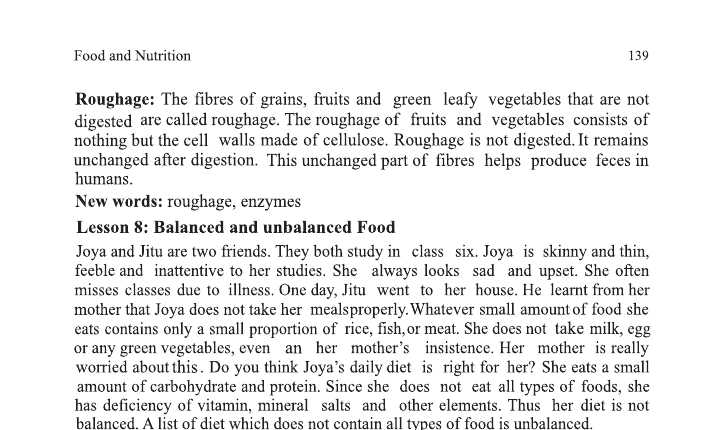 Food and Nutrition 139
Roughage: The fibres of grains, fruits and green leafy vegetables that are not
digested are called roughage. The roughage of fruits and vegetables consists of
nothing but the cell walls made of cellulose. Roughage is not digested. It remains
unchanged after digestion. This unchanged part of fibres helps produce feces in
humans.
New words: roughage, enzymes
Lesson 8: Balanced and unbalanced Food
Joya and Jitu are two friends. They both study in class six. Joya is skinny and thin,
feeble and inattentive to her studies. She always looks sad and upset. She often
misses classes due to illness. One day, Jitu went to her house. He learnt from her
mother that Joya does not take her mealsproperly.Whatever small amount of food she
eats contains only a small proportion of rice, fish,or meat. She does not take milk, egg
or any green vegetables, even an her mother's insistence. Her mother is really
worried about this. Do you think Joya's daily diet is right for her? She eats a small
amount of carbohydrate and protein. Since she does not eat all types of foods, she
has deficiency of vitamin, mineral salts and other elements. Thus her diet is not
balanced. A list of diet which does not contain all types of food is unbalanced.